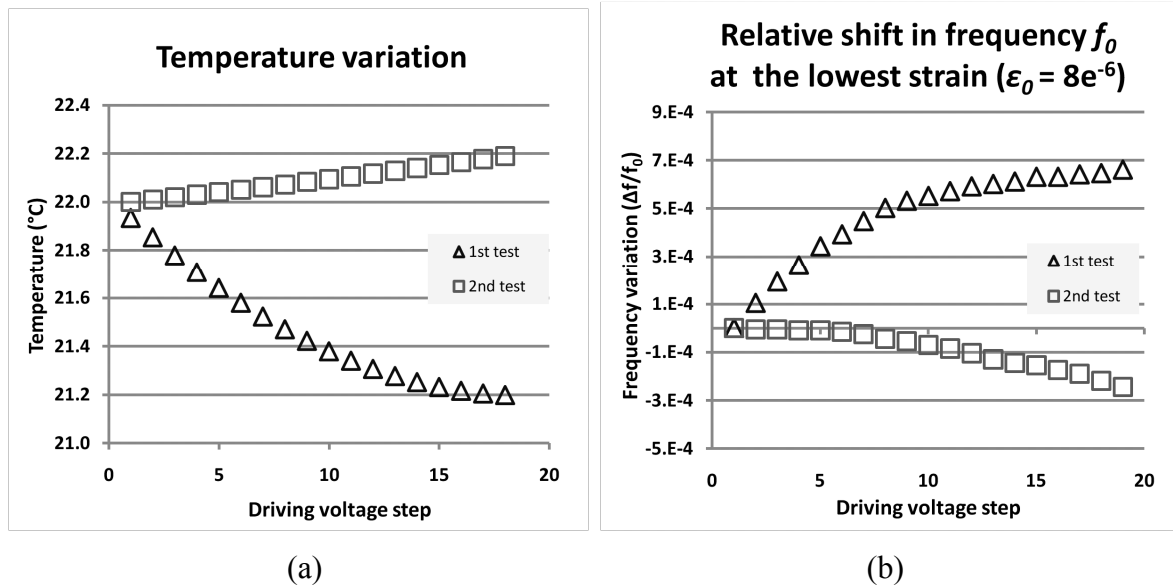 Temperature variation
22.4
22.2
22.0
21.8
21.6
21.4
21.2
21.0
Temperature (°C)
0 5 10 15 20
Driving voltage step
1st test
2nd test
(a)
Relative shift in frequency f0
at the lowest strain (ε0 = 8e-6)
9.E-4
7.E-4
5.E-4
3.E-4
1.E-4
-1.E-4
-3.E-4
-5.E-4
Frequency variation (Δf/f0)
0 5 10 15 20
Driving voltage step
1st test
2nd test
(b)